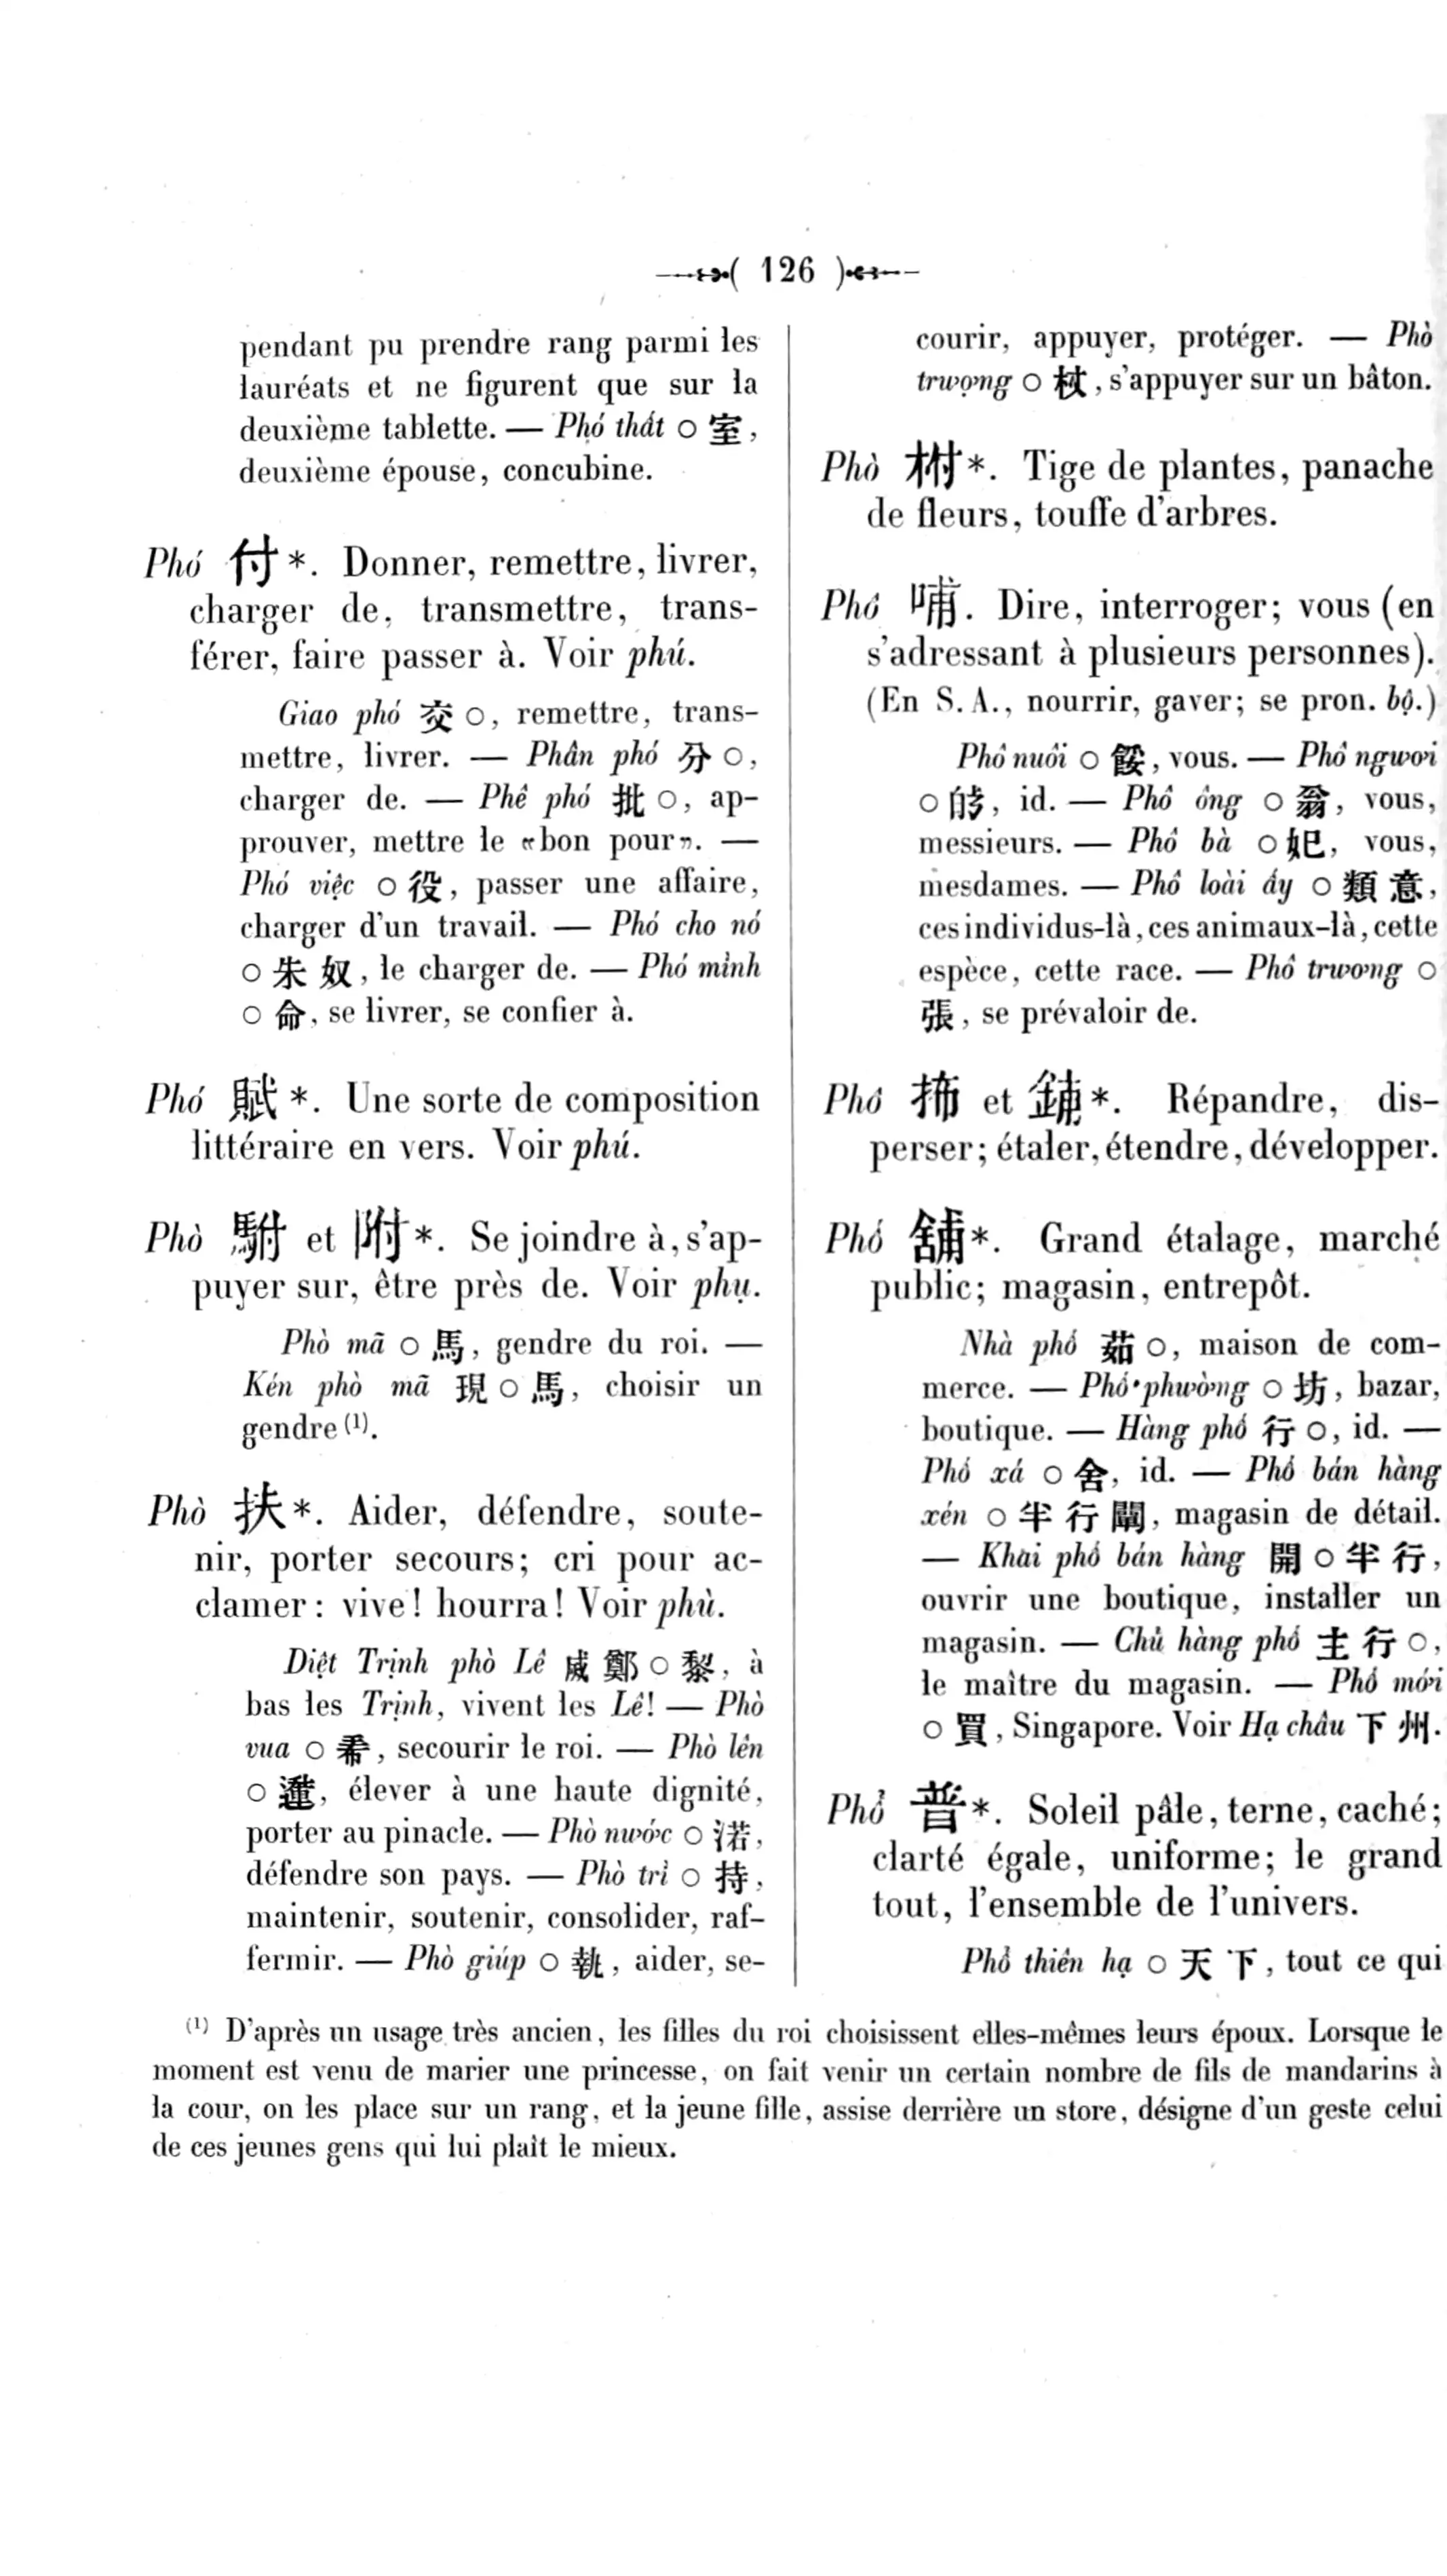 ( 126 )
pendant pu prendre rang parmi les
lauréats et ne figurent que sur la
deuxième tablette. — Phó thất ○ 室,
deuxième épouse, concubine.
Phó 付*. Donner, remettre, livrer,
charger de, transmettre, trans-
férer, faire passer à. Voir phú.
Giao phó 交 ○, remettre, trans-
mettre, livrer. — Phân phó 分 ○,
charger de. — Phê phó 批 ○, ap-
prouver, mettre le «bon pour». —
Phó việc ○ 役, passer une affaire,
charger d'un travail. — Phó cho nó
○ 朱 奴, le charger de. — Phó mình
○ 命, se livrer, se confier à.
Phó 賦*. Une sorte de composition
littéraire en vers. Voir phú.
Phò 駙 et 附*. Se joindre à, s'ap-
puyer sur, être près de. Voir phụ.
Phò mã ○ 馬, gendre du roi. —
Kén phò mã 現 ○ 馬, choisir un
gendre (1).
Phò 扶*. Aider, défendre, soute-
nir, porter secours; cri pour ac-
clamer: vive! hourra! Voir phù.
Diệt Trịnh phò Lê 鄭 ○ 黎, à
bas les Trịnh, vivent les Lê! — Phò
vua ○, secourir le roi. — Phò lên
○, élever à une haute dignité,
porter au pinacle. — Phò nước ○ 渃,
défendre son pays. — Phò trì ○ 持,
maintenir, soutenir, consolider, raf-
fermir. — Phò giúp ○ 執, aider, se-
courir, appuyer, protéger. — Phò
trượng ○ 杖, s'appuyer sur un bâton.
Phò 柎*. Tige de plantes, panache
de fleurs, touffe d'arbres.
Phô 哺. Dire, interroger; vous (en
s'adressant à plusieurs personnes).
(En S. A., nourrir, gaver; se pron. bộ.)
Phô nuôi ○ 餒, vous. — Phô ngươi
○, id. — Phô ông ○ 翁, vous,
messieurs. — Phô bà ○ 妑, vous,
mesdames. — Phô loài ấy ○ 類 意,
ces individus-là, ces animaux-là, cette
espèce, cette race. — Phô trương ○
張, se prévaloir de.
Phô 抪 et 鋪*. Répandre, dis-
perser; étaler, étendre, développer.
Phố 舖*. Grand étalage, marché
public; magasin, entrepôt.
Nhà phố 茹 ○, maison de com-
merce. — Phố phường ○ 坊, bazar,
boutique. — Hàng phố 行 ○, id. —
Phố xá ○ 舍, id. — Phố bán hàng
xén ○ 半 行, magasin de détail.
— Khai phố bán hàng 開 ○ 半 行,
ouvrir une boutique, installer un
magasin. — Chủ hàng phố 主 行 ○,
le maître du magasin. — Phố mới
○ 買, Singapore. Voir Hạ châu 下 州.
Phổ 普*. Soleil pâle, terne, caché;
clarté égale, uniforme; le grand
tout, l'ensemble de l'univers.
Phổ thiên hạ ○ 天 下, tout ce qui
(1) D'après un usage très ancien, les filles du roi choisissent elles-mêmes leurs époux. Lorsque le
moment est venu de marier une princesse, on fait venir un certain nombre de fils de mandarins à
la cour, on les place sur un rang, et la jeune fille, assise derrière un store, désigne d'un geste celui
de ces jeunes gens qui lui plaît le mieux.